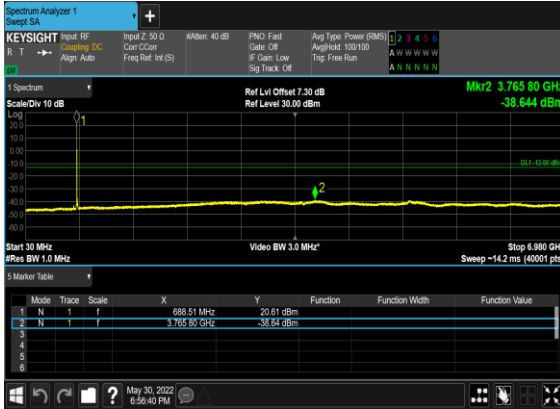 Spectrum Analyzer 1
Swept SA
+
KEYSIGHT
R T
Input: RF
Coupling: DC
Align: Auto
Input Z: 50 Ω
Corr CCorr
Freq Ref: Int (S)
#Atten: 40 dB
PNO: Fast
Gate: Off
IF Gain: Low
Sig Track: Off
Avg Type: Power (RMS)
Avg|Hold: 100/100
Trig: Free Run
1 2 3 4 5 6
A W W W W W
A N N N N N
1 Spectrum
Scale/Div 10 dB
Ref Lvl Offset 7.30 dB
Ref Level 30.00 dBm
Mkr2 3.765 80 GHz
-38.644 dBm
Log
20.0
10.0
0.00
-10.0
-20.0
-30.0
-40.0
-50.0
-60.0
1
2
DL1 -13.00 dBm
Start 30 MHz
#Res BW 1.0 MHz
Video BW 3.0 MHz*
Stop 6.980 GHz
Sweep ~14.2 ms (40001 pts)
5 Marker Table
Mode Trace Scale X Y Function Function Width Function Value
1 N 1 f 688.51 MHz 20.61 dBm
2 N 1 f 3.765 80 GHz -38.64 dBm
3
4
5
6
?
May 30, 2022
6:56:40 PM